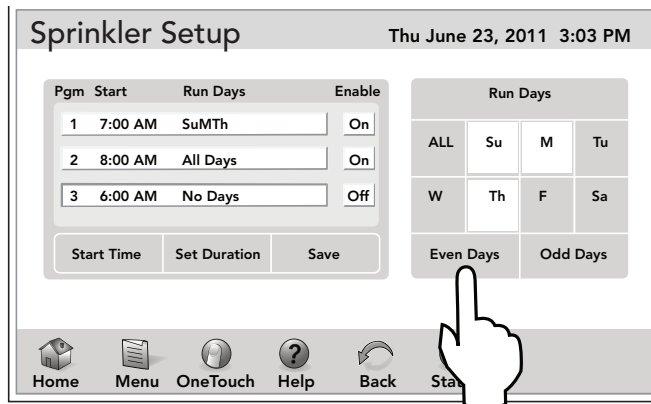 Sprinkler Setup
Thu June 23, 2011 3:03 PM
Pgm Start Run Days Enable
1 7:00 AM SuMTh On
2 8:00 AM All Days On
3 6:00 AM No Days Off
Start Time Set Duration Save
Run Days
ALL Su M Tu
W Th F Sa
Even Days Odd Days
?
Home Menu OneTouch Help Back